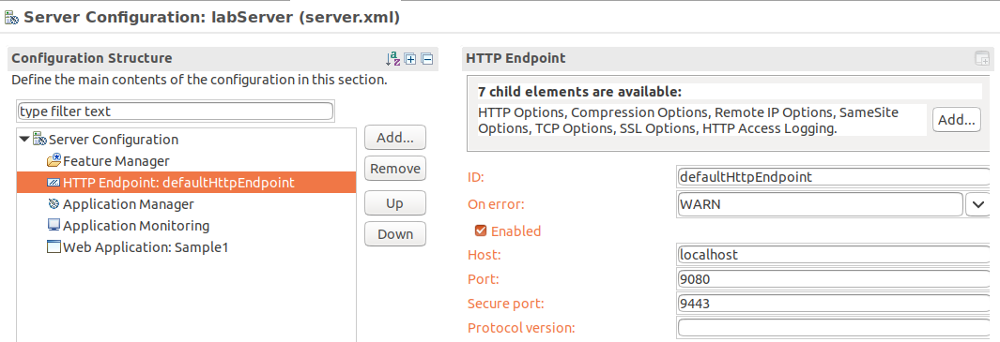 Server Configuration: labServer (server.xml)
Configuration Structure
Define the main contents of the configuration in this section.
type filter text
Server Configuration
Feature Manager
HTTP Endpoint: defaultHttpEndpoint
Application Manager
Application Monitoring
Web Application: Sample1
Add...
Remove
Up
Down
HTTP Endpoint
7 child elements are available:
HTTP Options, Compression Options, Remote IP Options, SameSite
Options, TCP Options, SSL Options, HTTP Access Logging.
Add...
ID: defaultHttpEndpoint
On error: WARN
Enabled
Host: localhost
Port: 9080
Secure port: 9443
Protocol version: